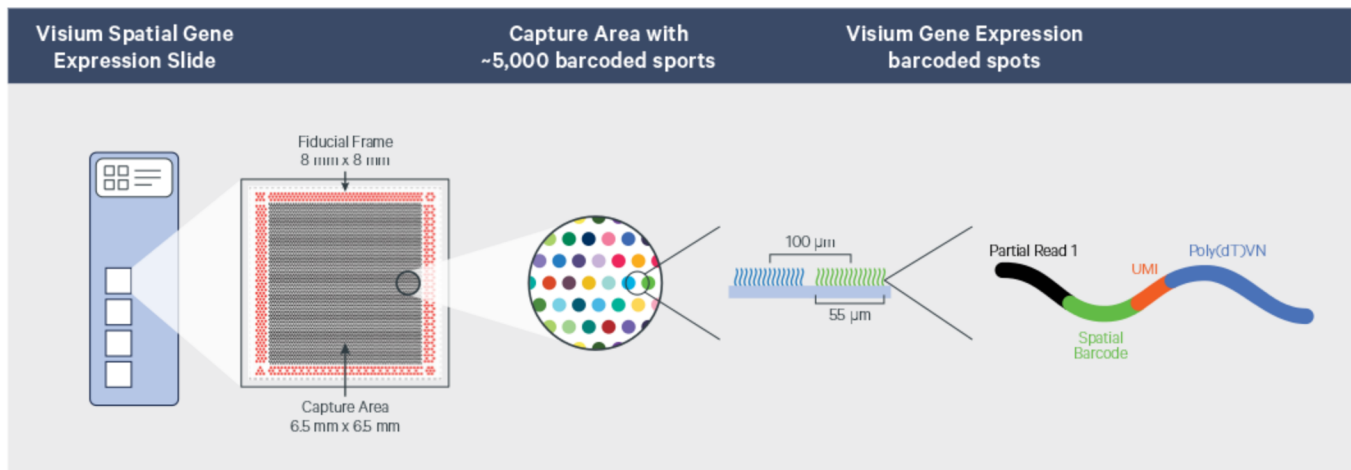 Visium Spatial Gene
Expression Slide
Capture Area with
~5,000 barcoded sports
Visium Gene Expression
barcoded spots
Fiducial Frame
8 mm x 8 mm
Capture Area
6.5 mm x 6.5 mm
100 µm
55 µm
Partial Read 1
Spatial
Barcode
UMI
Poly(dT)VN